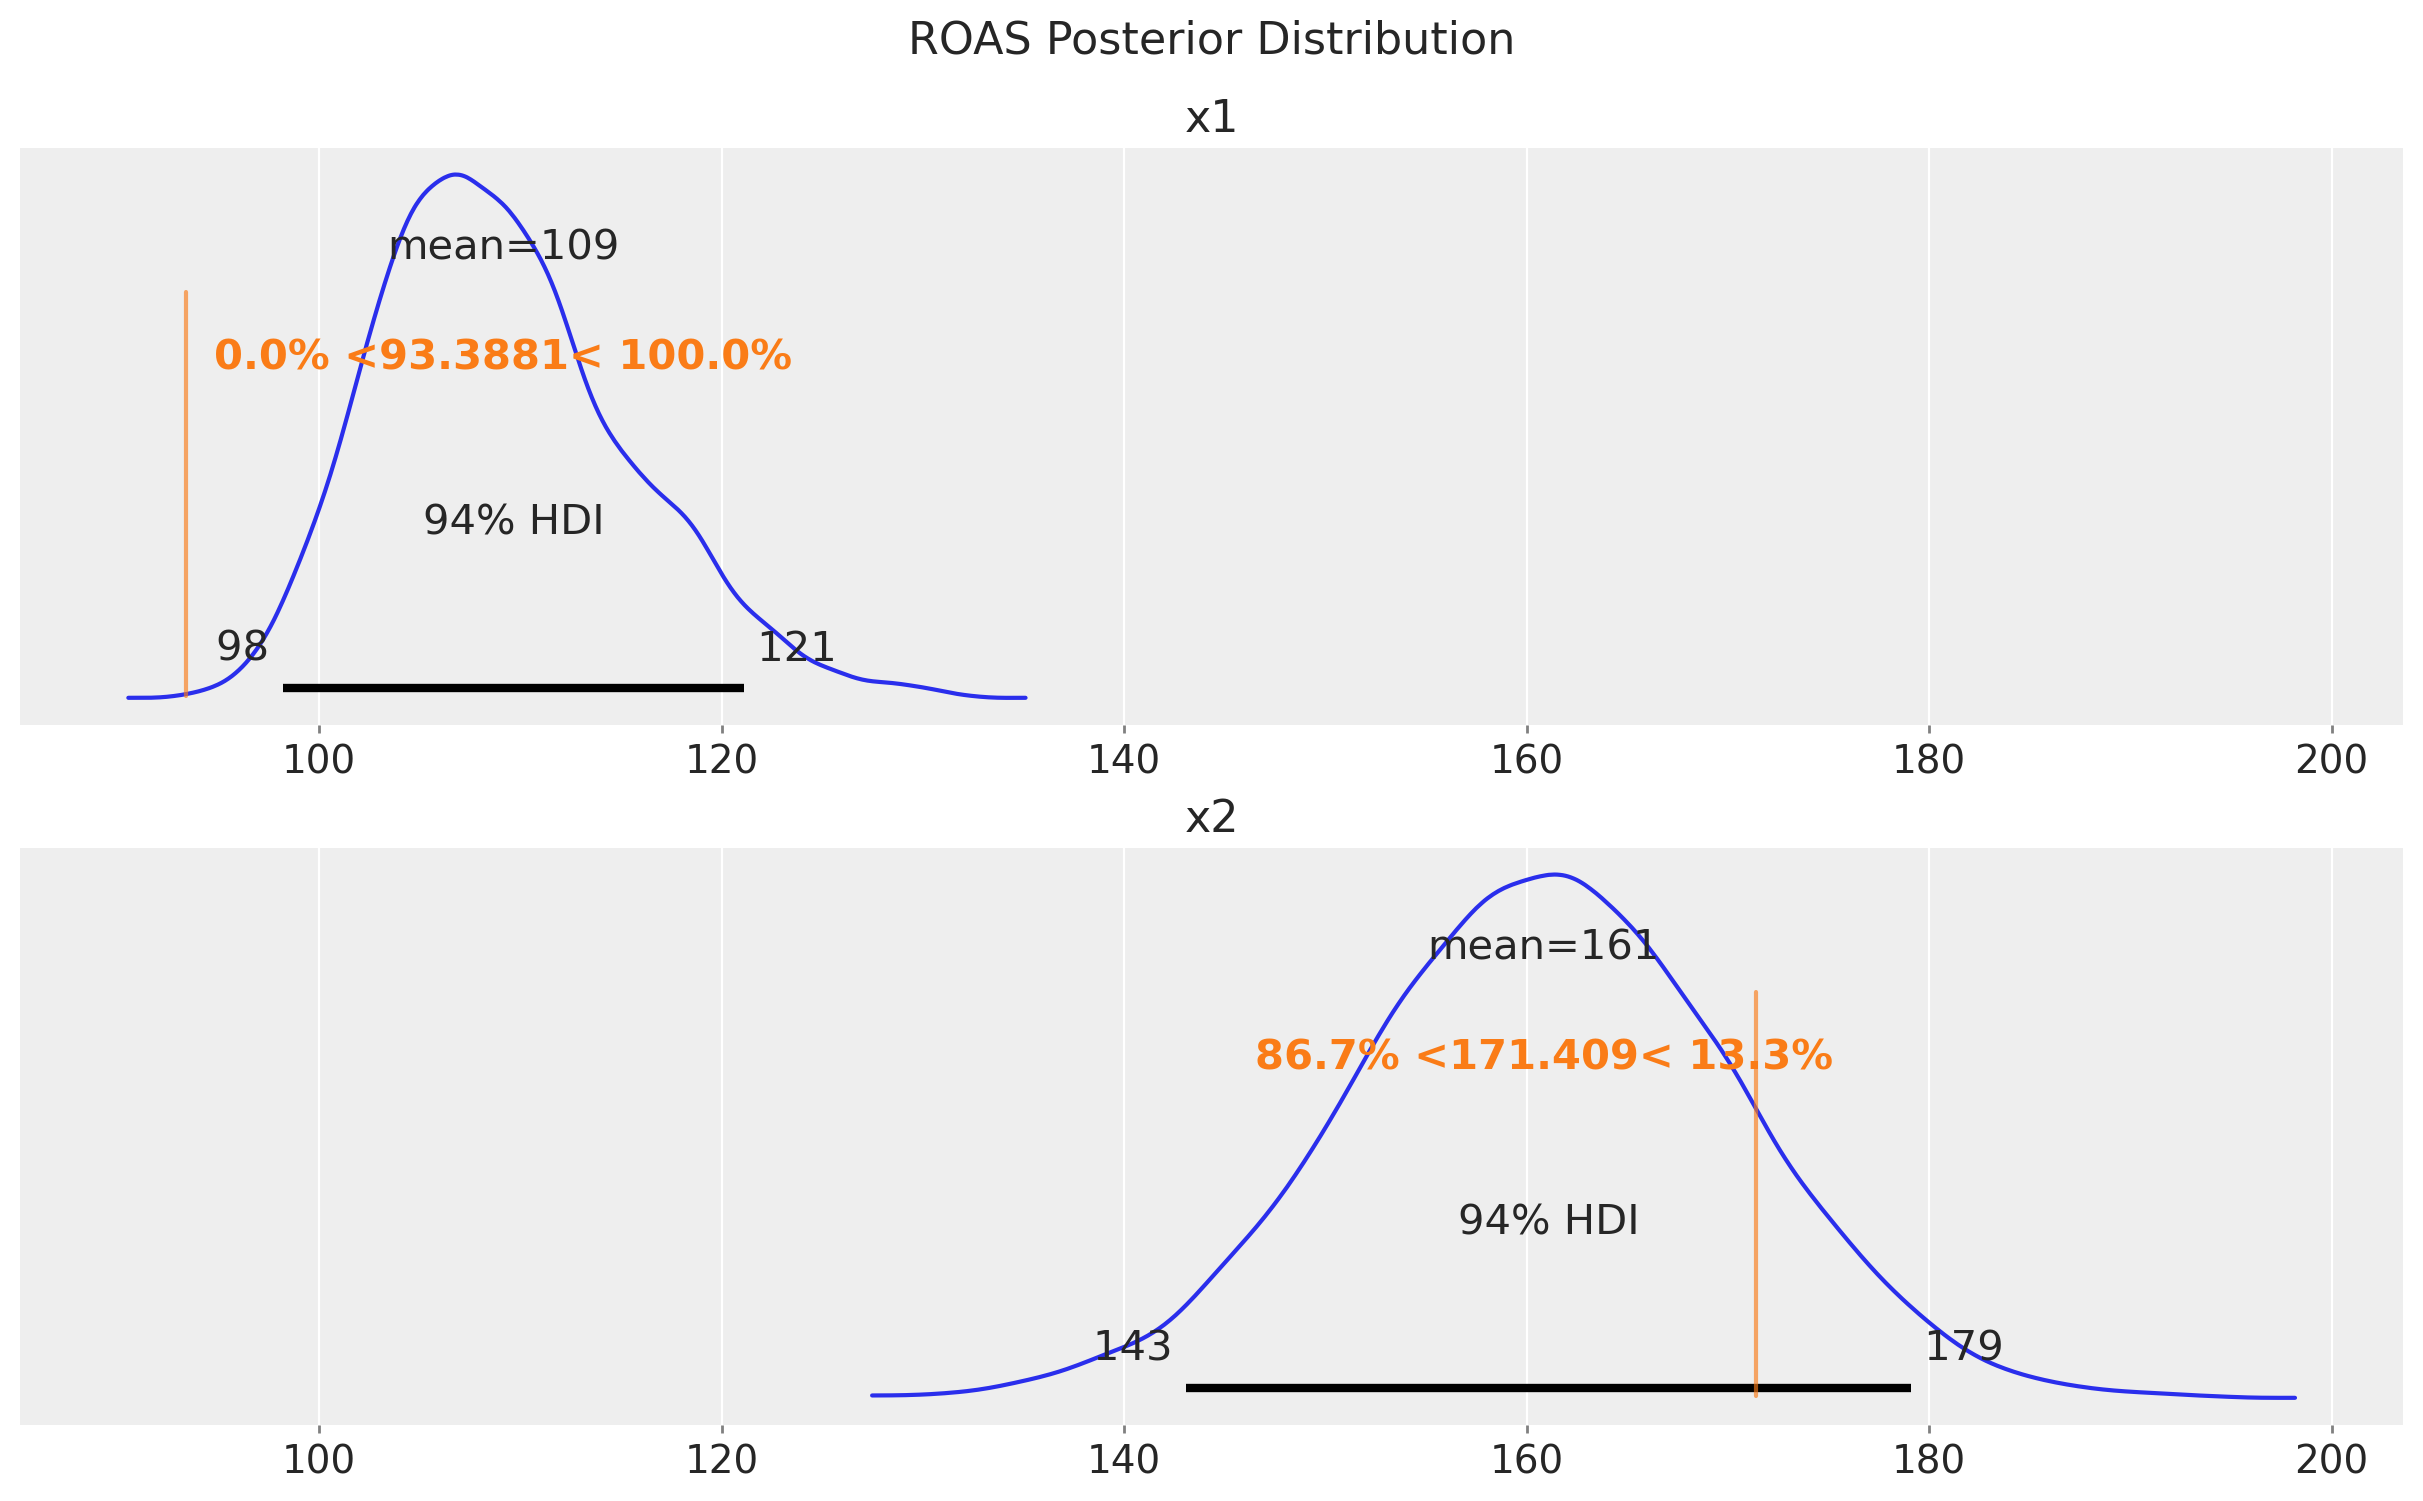 ROAS Posterior Distribution
x1
mean=109
0.0% <93.3881< 100.0%
94% HDI
98 121
100 120 140 160 180 200
x2
mean=161
86.7% <171.409< 13.3%
94% HDI
143 179
100 120 140 160 180 200